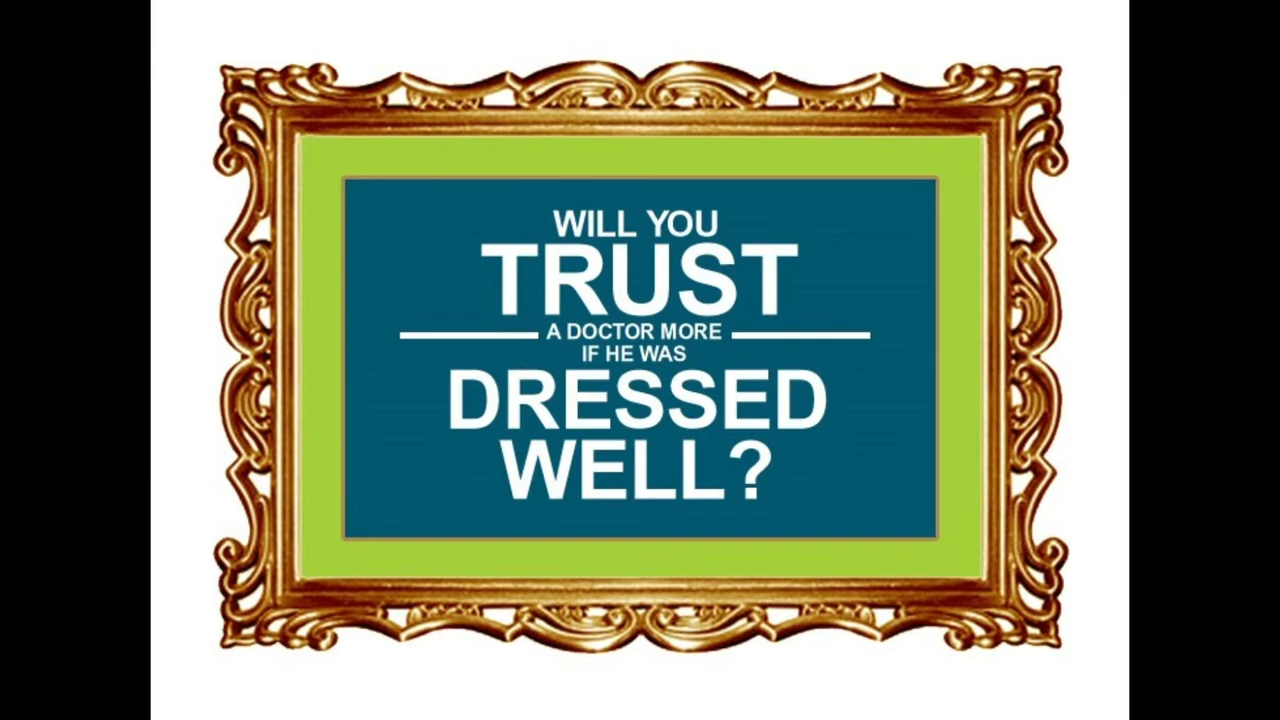 WILL YOU
TRUST
A DOCTOR MORE
IF HE WAS
DRESSED
WELL?